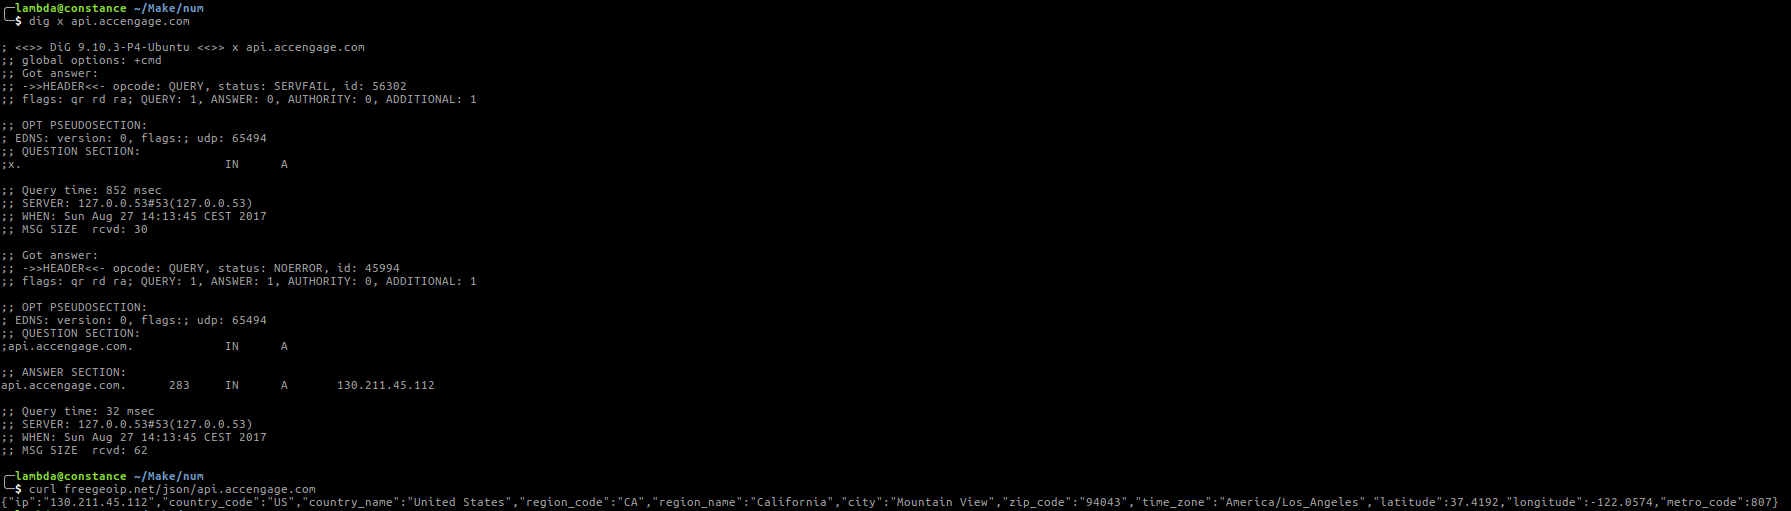 lambda@constance ~/Make/num
$ dig x api.accengage.com

; <<>> DiG 9.10.3-P4-Ubuntu <<>> x api.accengage.com
;; global options: +cmd
;; Got answer:
;; ->>HEADER<<- opcode: QUERY, status: SERVFAIL, id: 56302
;; flags: qr rd ra; QUERY: 1, ANSWER: 0, AUTHORITY: 0, ADDITIONAL: 1

;; OPT PSEUDOSECTION:
; EDNS: version: 0, flags:; udp: 65494
;; QUESTION SECTION:
;x. IN A

;; Query time: 852 msec
;; SERVER: 127.0.0.53#53(127.0.0.53)
;; WHEN: Sun Aug 27 14:13:45 CEST 2017
;; MSG SIZE rcvd: 30

;; Got answer:
;; ->>HEADER<<- opcode: QUERY, status: NOERROR, id: 45994
;; flags: qr rd ra; QUERY: 1, ANSWER: 1, AUTHORITY: 0, ADDITIONAL: 1

;; OPT PSEUDOSECTION:
; EDNS: version: 0, flags:; udp: 65494
;; QUESTION SECTION:
;api.accengage.com. IN A

;; ANSWER SECTION:
api.accengage.com. 283 IN A 130.211.45.112

;; Query time: 32 msec
;; SERVER: 127.0.0.53#53(127.0.0.53)
;; WHEN: Sun Aug 27 14:13:45 CEST 2017
;; MSG SIZE rcvd: 62

lambda@constance ~/Make/num
$ curl freegeoip.net/json/api.accengage.com
{"ip":"130.211.45.112","country_code":"US","country_name":"United States","region_code":"CA","region_name":"California","city":"Mountain View","zip_code":"94043","time_zone":"America/Los_Angeles","latitude":37.4192,"longitude":-122.0574,"metro_code":807}